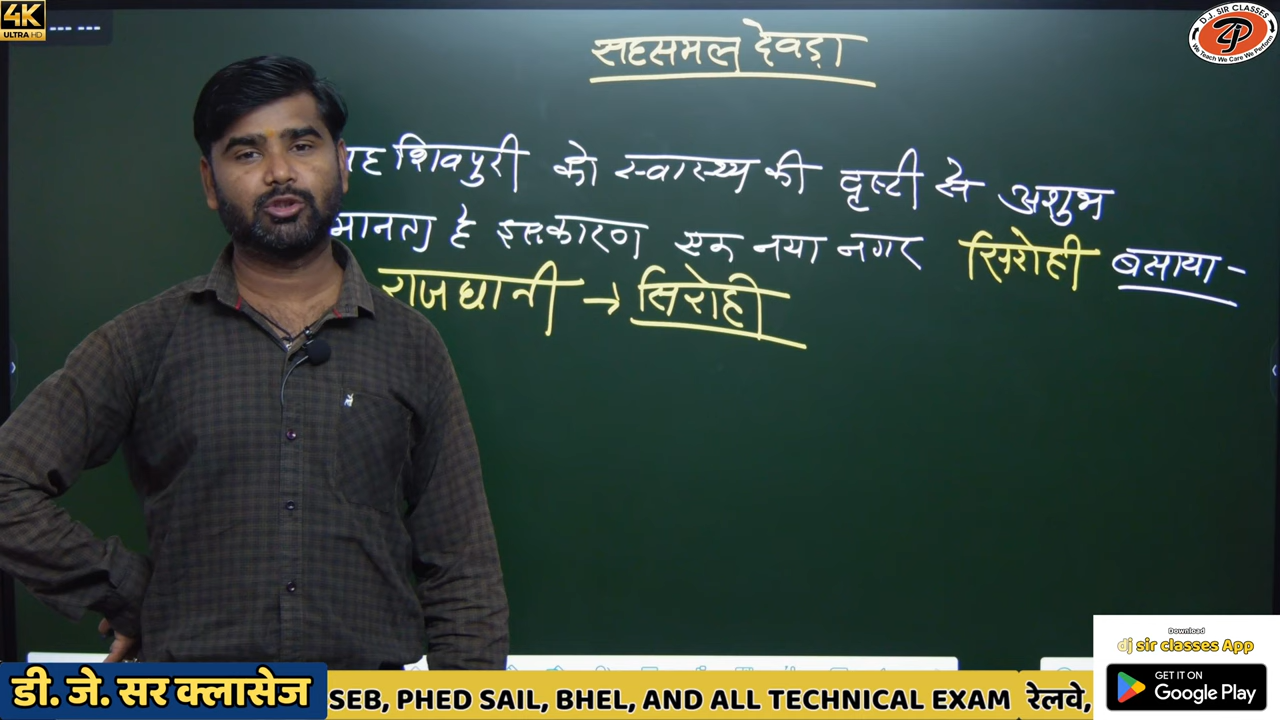 4K
ULTRA HD
D.J. SIR CLASSES
We Teach We Care We Perform
सहसमल देवड़ा
यह शिवपुरी को स्वास्थ्य की दृस्टी से अशुभ
मानता है इस कारण एक नया नगर सिरोही बसाया -
राजधानी → सिरोही
Download
dj sir classes App
GET IT ON
Google Play
डी. जे. सर क्लासेज
SEB, PHED SAIL, BHEL, AND ALL TECHNICAL EXAM रेलवे,